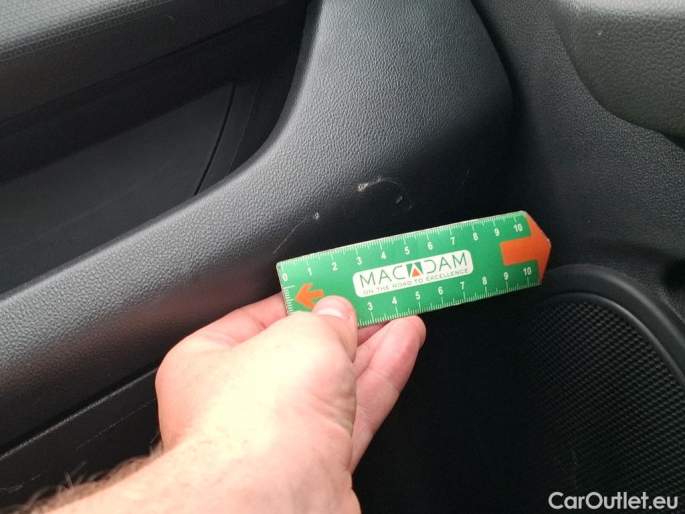 0 1 2 3 4 5 6 7 8 9 10
MACADAM
ON THE ROAD TO EXCELLENCE
3 4 5 6 7 8 9 10
CarOutlet.eu